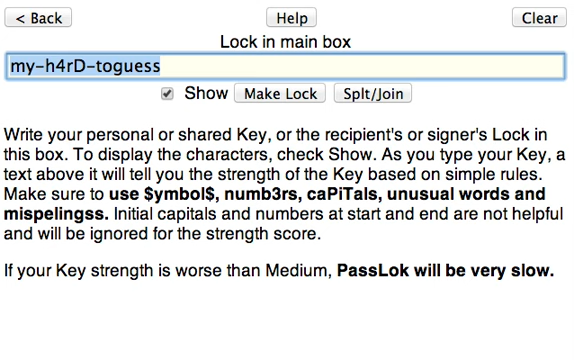 < Back Help Clear
Lock in main box
my-h4rD-toguess
Show Make Lock Splt/Join
Write your personal or shared Key, or the recipient's or signer's Lock in
this box. To display the characters, check Show. As you type your Key, a
text above it will tell you the strength of the Key based on simple rules.
Make sure to use $ymbol$, numb3rs, caPiTals, unusual words and
mispelingss. Initial capitals and numbers at start and end are not helpful
and will be ignored for the strength score.
If your Key strength is worse than Medium, PassLok will be very slow.